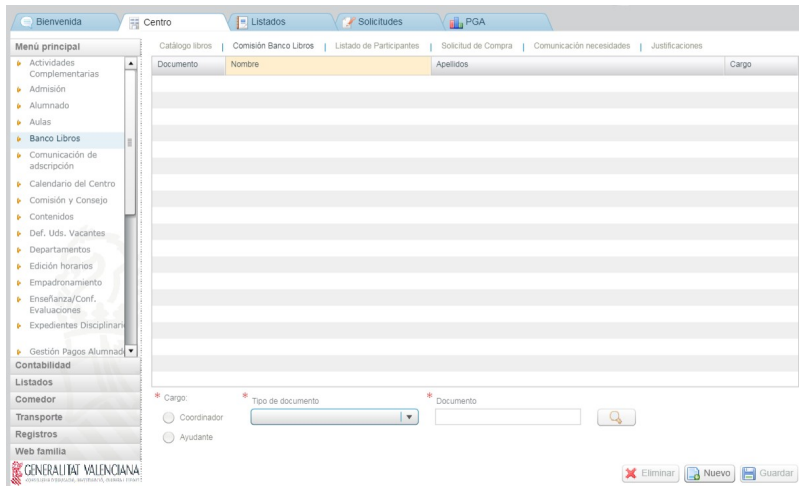 Bienvenida
Centro
Listados
Solicitudes
PGA
Menú principal
Actividades
Complementarias
Admisión
Alumnado
Aulas
Banco Libros
Comunicación de
adscripción
Calendario del Centro
Comisión y Consejo
Contenidos
Def. Uds. Vacantes
Departamentos
Edición horarios
Empadronamiento
Enseñanza/Conf.
Evaluaciones
Expedientes Disciplinari
Gestión Pagos Alumnad
Contabilidad
Listados
Comedor
Transporte
Registros
Web familia
GENERALITAT VALENCIANA
Catálogo libros | Comisión Banco Libros | Listado de Participantes | Solicitud de Compra | Comunicación necesidades | Justificaciones
Documento Nombre Apellidos Cargo
* Cargo: * Tipo de documento * Documento
Coordinador
Ayudante
Eliminar Nuevo Guardar